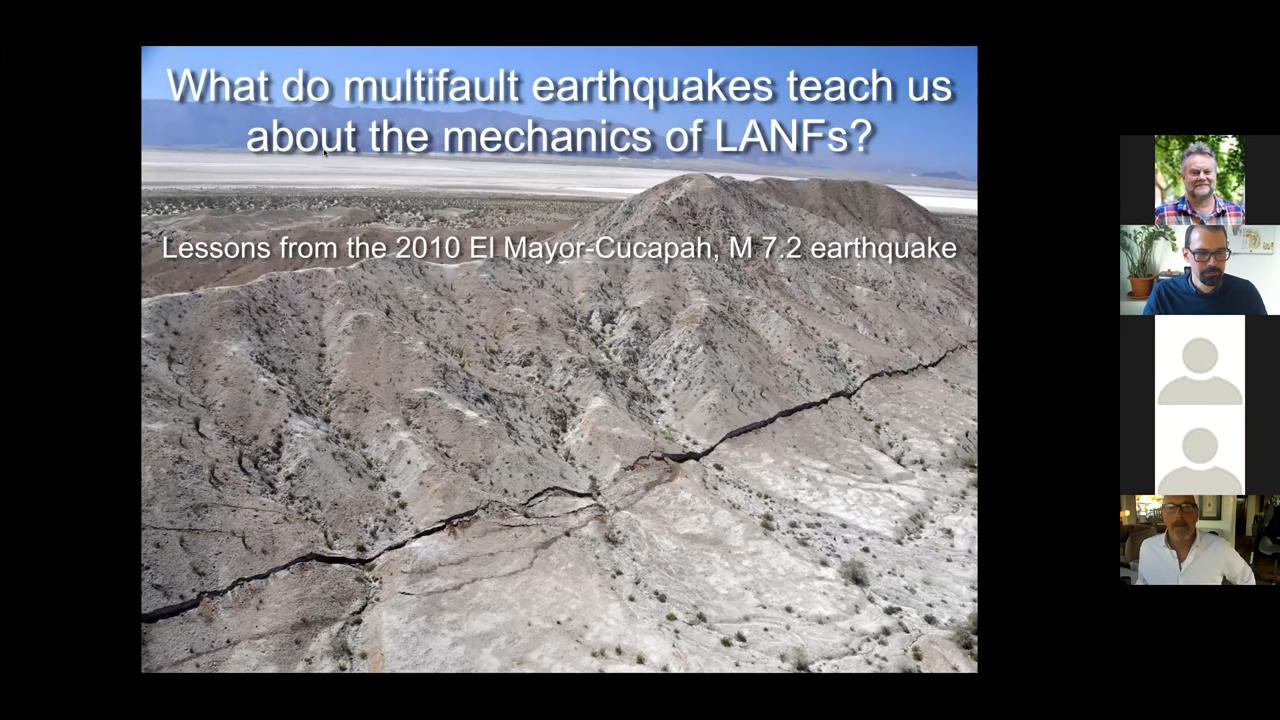 What do multifault earthquakes teach us
about the mechanics of LANFs?
Lessons from the 2010 El Mayor-Cucapah, M 7.2 earthquake